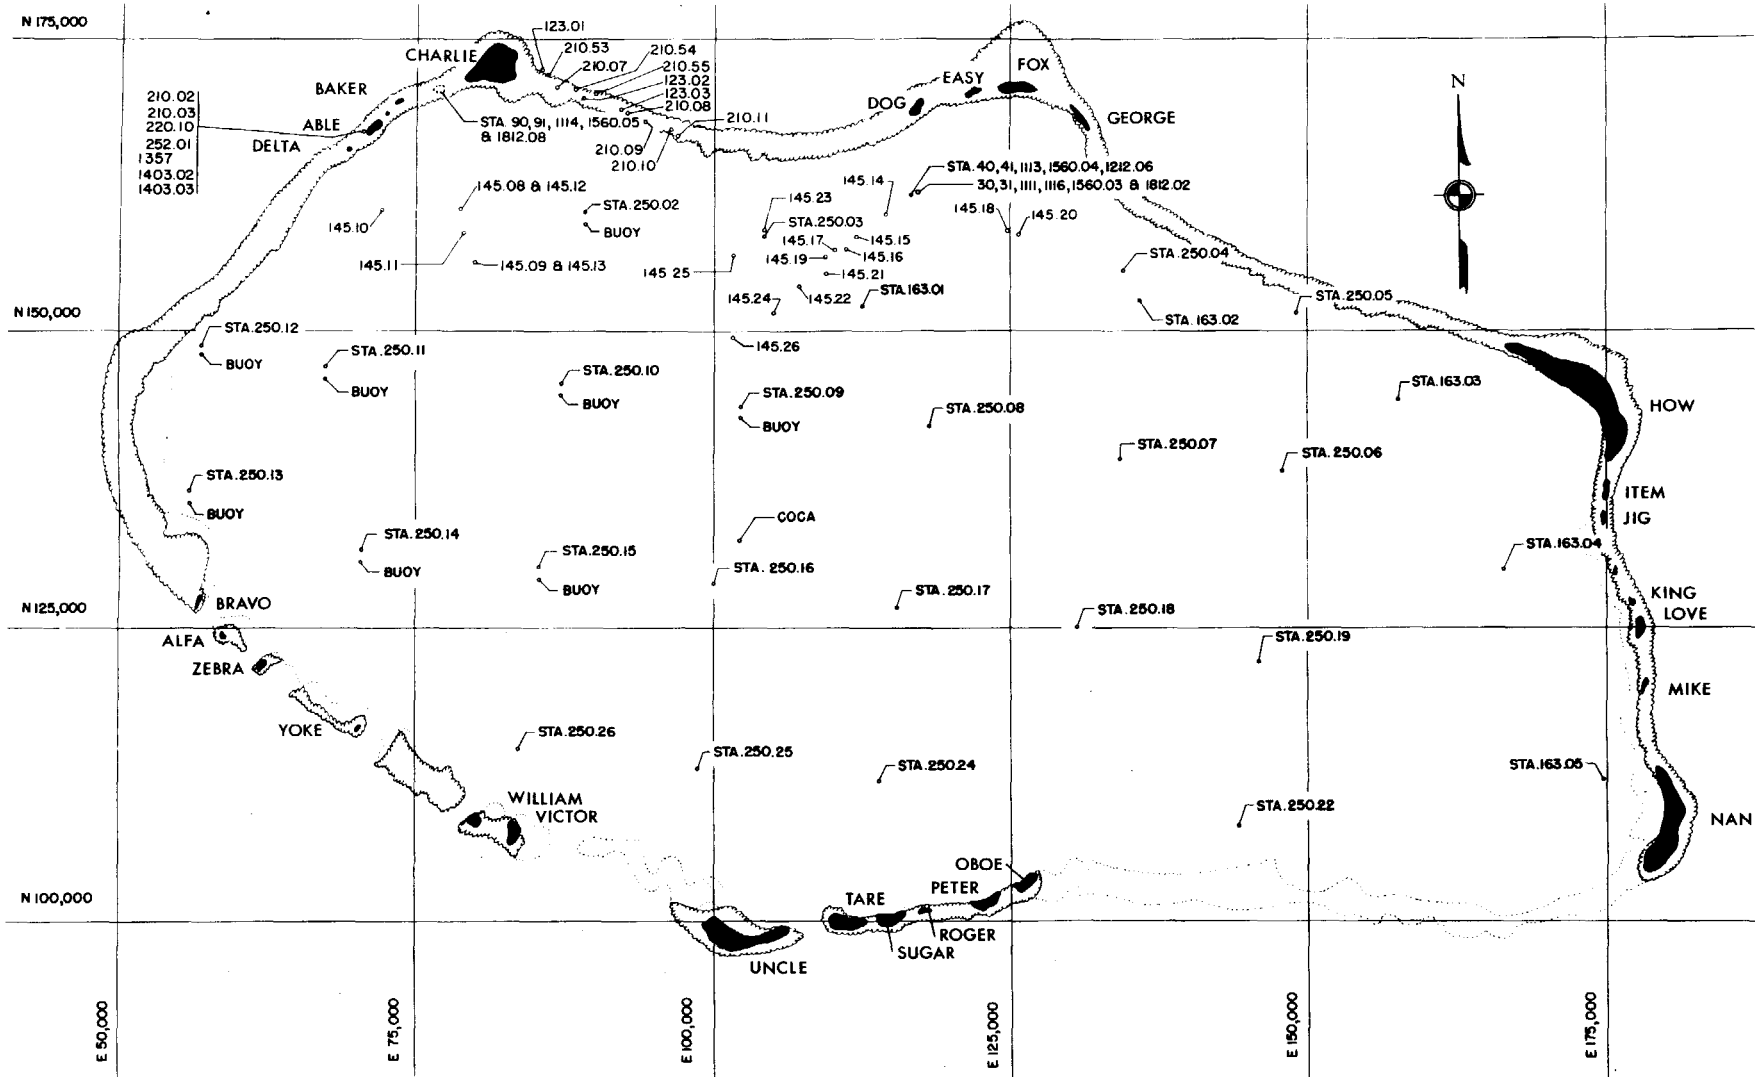 N 175,000
CHARLIE
123.01
210.53
210.07
210.54
210.55
123.02
123.03
210.08
BAKER
210.02
210.03
220.10
252.01
1357
1403.02
1403.03
ABLE
DELTA
STA. 90,91, 1114, 1560.05
& 1812.08
210.09
210.10
210.11
DOG
EASY
FOX
GEORGE
N
STA.40,41,1113,1560.04,1212.06
30,31,1111,1116,1560.03 & 1812.02
145.08 & 145.12
145.10
145.11
145.09 & 145.13
STA.250.02
BUOY
145.14
145.23
STA.250.03
145.17
145.19
145.15
145.16
145.21
145.25
145.24
145.22
STA.163.01
145.18
145.20
STA.250.04
STA.250.05
STA.163.02
N 150,000
STA.250.12
BUOY
STA.250.11
BUOY
STA.250.10
BUOY
145.26
STA.250.09
BUOY
STA.250.08
STA.163.03
HOW
STA.250.07
STA.250.06
STA.250.13
BUOY
ITEM
JIG
COCA
STA.250.14
BUOY
STA.250.15
BUOY
STA. 250.16
STA.250.17
STA.163.04
KING
LOVE
N 125,000
BRAVO
ALFA
ZEBRA
STA.250.18
STA.250.19
MIKE
YOKE
STA.250.26
STA.250.25
STA.250.24
STA.163.05
STA.250.22
NAN
WILLIAM
VICTOR
OBOE
PETER
TARE
N 100,000
ROGER
SUGAR
UNCLE
E 50,000
E 75,000
E 100,000
E 125,000
E 150,000
E 175,000